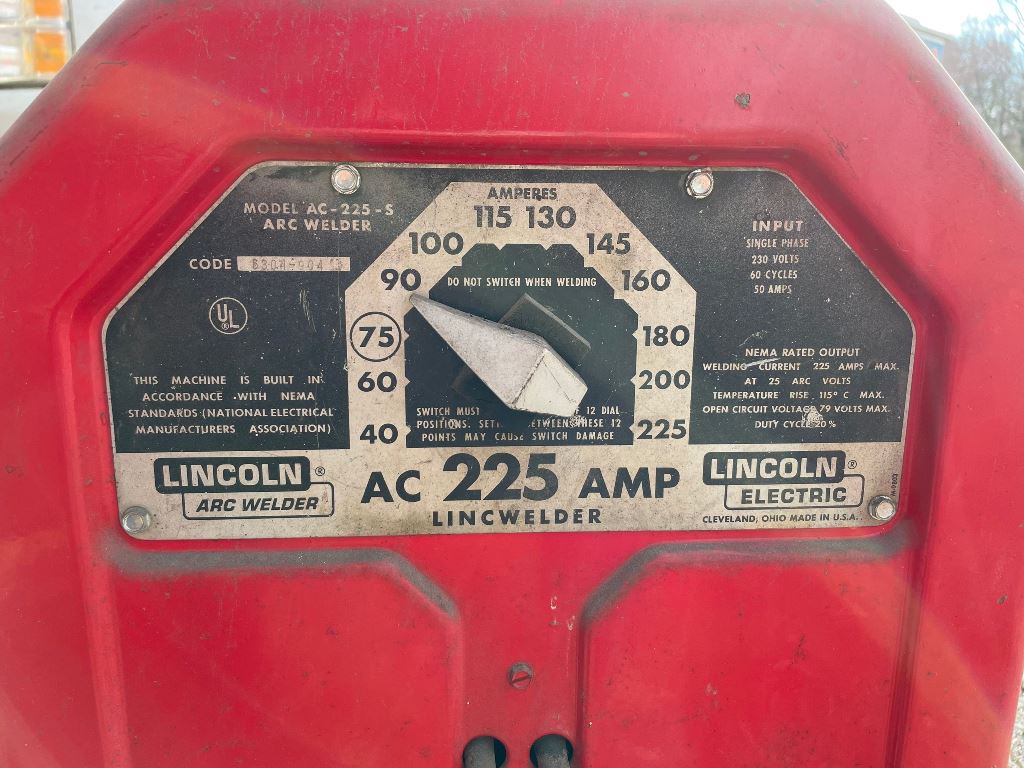 MODEL AC-225-S
ARC WELDER
CODE
UL
®
THIS MACHINE IS BUILT IN
ACCORDANCE WITH NEMA
STANDARDS (NATIONAL ELECTRICAL
MANUFACTURERS ASSOCIATION)
AMPERES
40
60
75
90
100
115
130
145
160
180
200
225
DO NOT SWITCH WHEN WELDING
SWITCH MUST OF 12 DIAL
POSITIONS. THESE 12
POINTS MAY CAUSE SWITCH DAMAGE
INPUT
SINGLE PHASE
230 VOLTS
60 CYCLES
50 AMPS
NEMA RATED OUTPUT
WELDING CURRENT 225 AMPS MAX.
AT 25 ARC VOLTS
TEMPERATURE RISE 115° C MAX.
OPEN CIRCUIT VOLTAGE 79 VOLTS MAX.
DUTY CYCLE 20%
LINCOLN ®
ARC WELDER
AC 225 AMP
LINCWELDER
LINCOLN ®
ELECTRIC
CLEVELAND, OHIO MADE IN U.S.A.